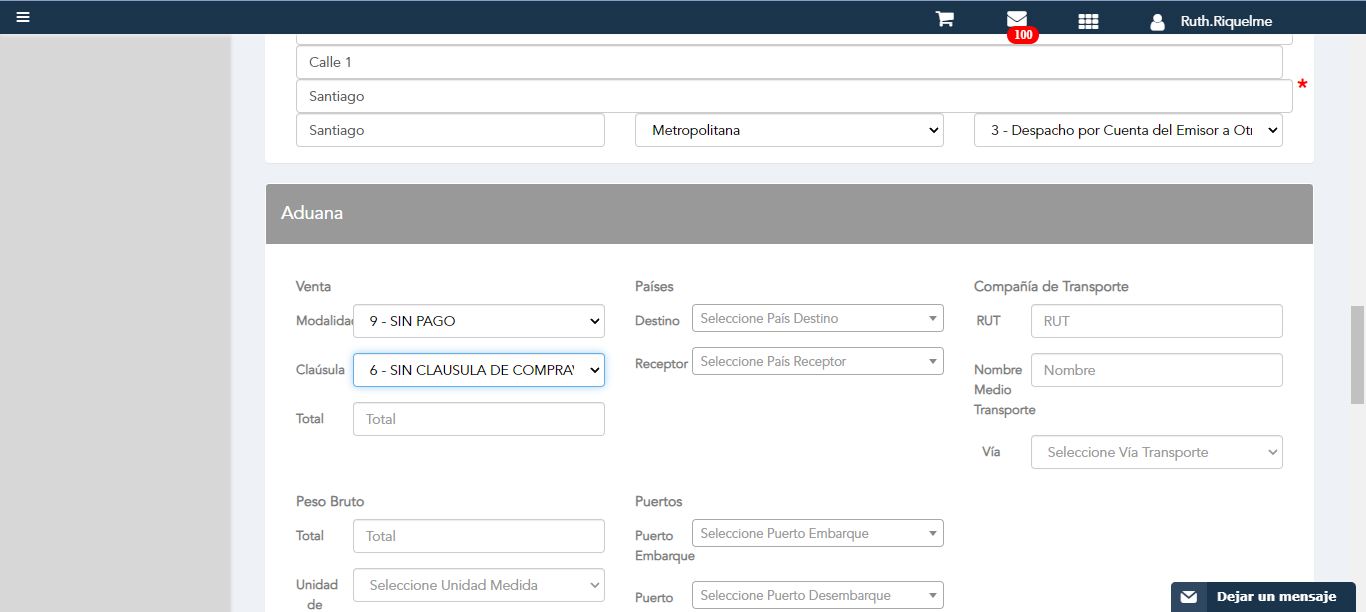 Ruth.Riquelme
100
Calle 1
Santiago
*
Santiago
Metropolitana
3 - Despacho por Cuenta del Emisor a Otr
Aduana
Venta
Modalidad
9 - SIN PAGO
Claúsula
6 - SIN CLAUSULA DE COMPRAV
Total
Total
Países
Destino
Seleccione País Destino
Receptor
Seleccione País Receptor
Compañía de Transporte
RUT
RUT
Nombre
Medio
Transporte
Nombre
Vía
Seleccione Vía Transporte
Peso Bruto
Total
Total
Unidad
de
Seleccione Unidad Medida
Puertos
Puerto
Embarque
Seleccione Puerto Embarque
Puerto
Seleccione Puerto Desembarque
Dejar un mensaje